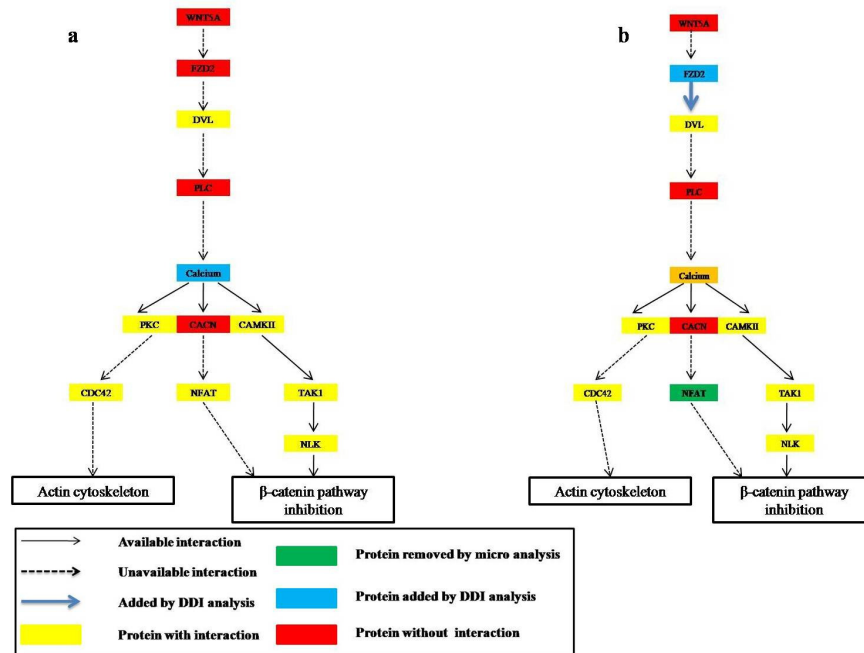 a
WNT5A
FZD2
DVL
PLC
Calcium
PKC CACN CAMKII
CDC42 NFAT TAK1
NLK
Actin cytoskeleton
β-catenin pathway
inhibition
b
WNT5A
FZD2
DVL
PLC
Calcium
PKC CACN CAMKII
CDC42 NFAT TAK1
NLK
Actin cytoskeleton
β-catenin pathway
inhibition
Available interaction
Unavailable interaction
Added by DDI analysis
Protein with interaction
Protein removed by micro analysis
Protein added by DDI analysis
Protein without interaction